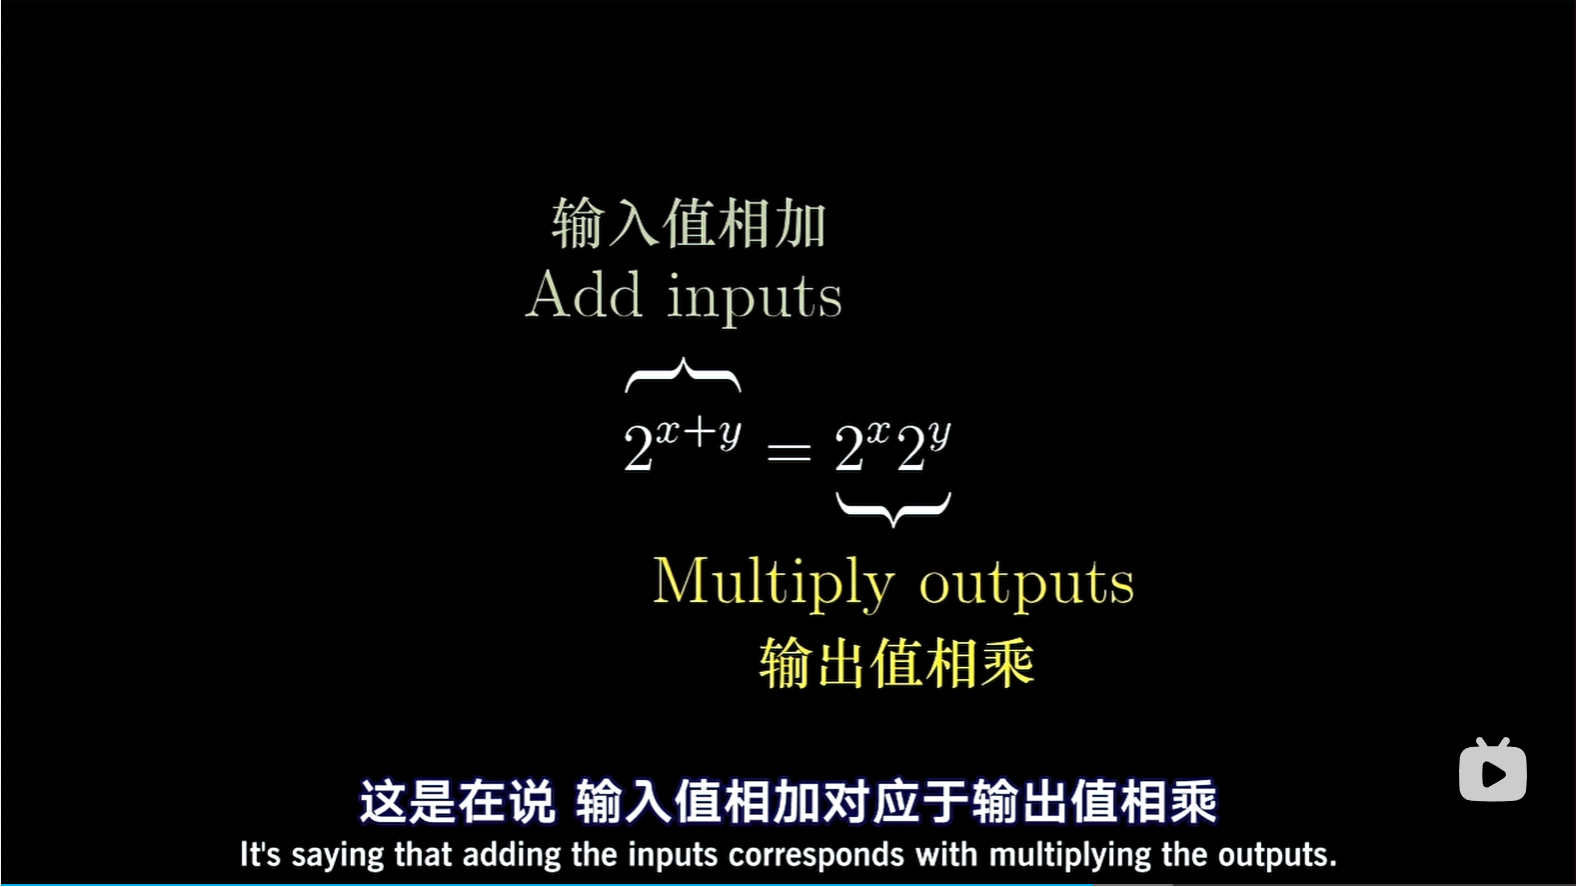 输入值相加
Add inputs
2^{x+y} = 2^x 2^y
Multiply outputs
输出值相乘
这是在说 输入值相加对应于输出值相乘
It's saying that adding the inputs corresponds with multiplying the outputs.